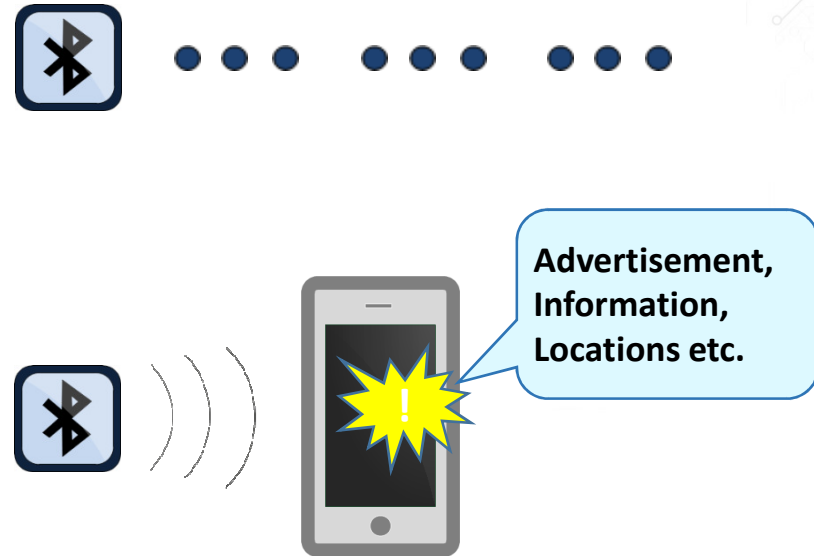 Advertisement,
Information,
Locations etc.
!